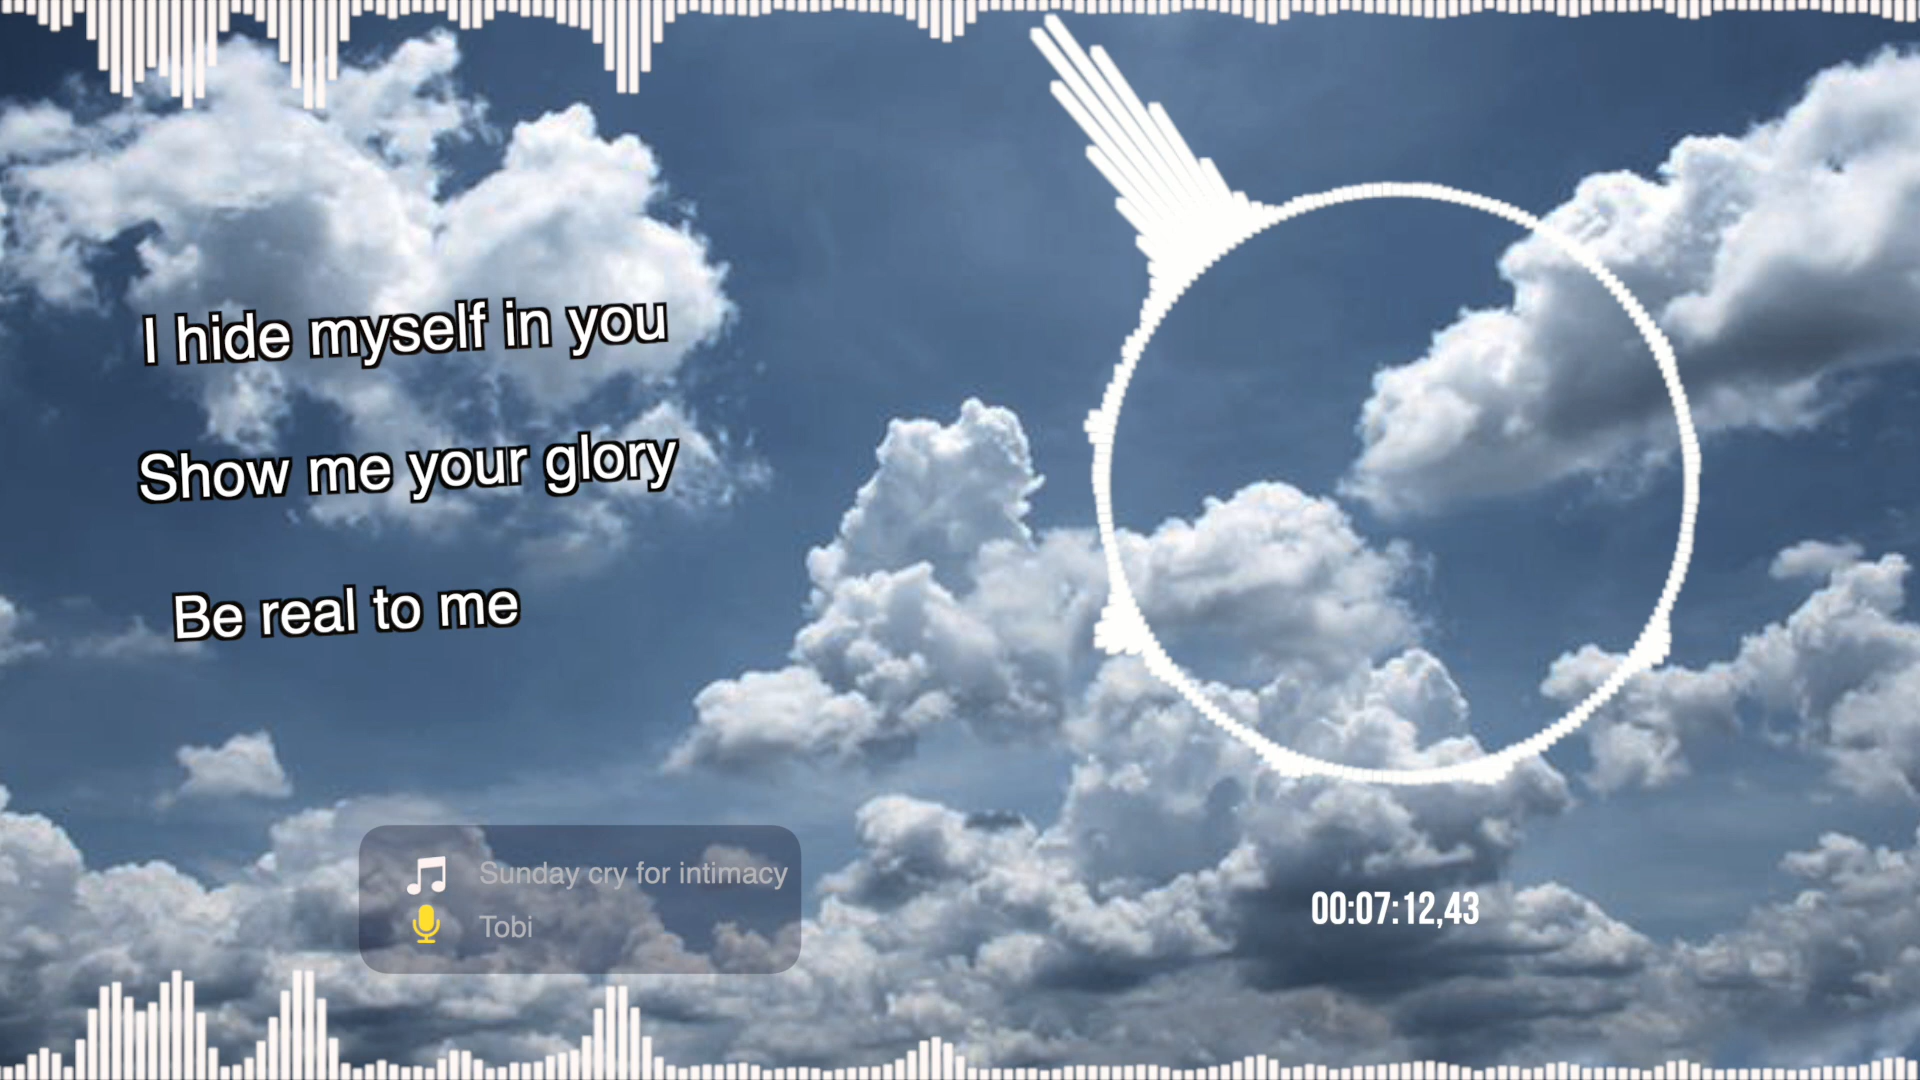 I hide myself in you
Show me your glory
Be real to me
Sunday cry for intimacy
Tobi
00:07:12,43